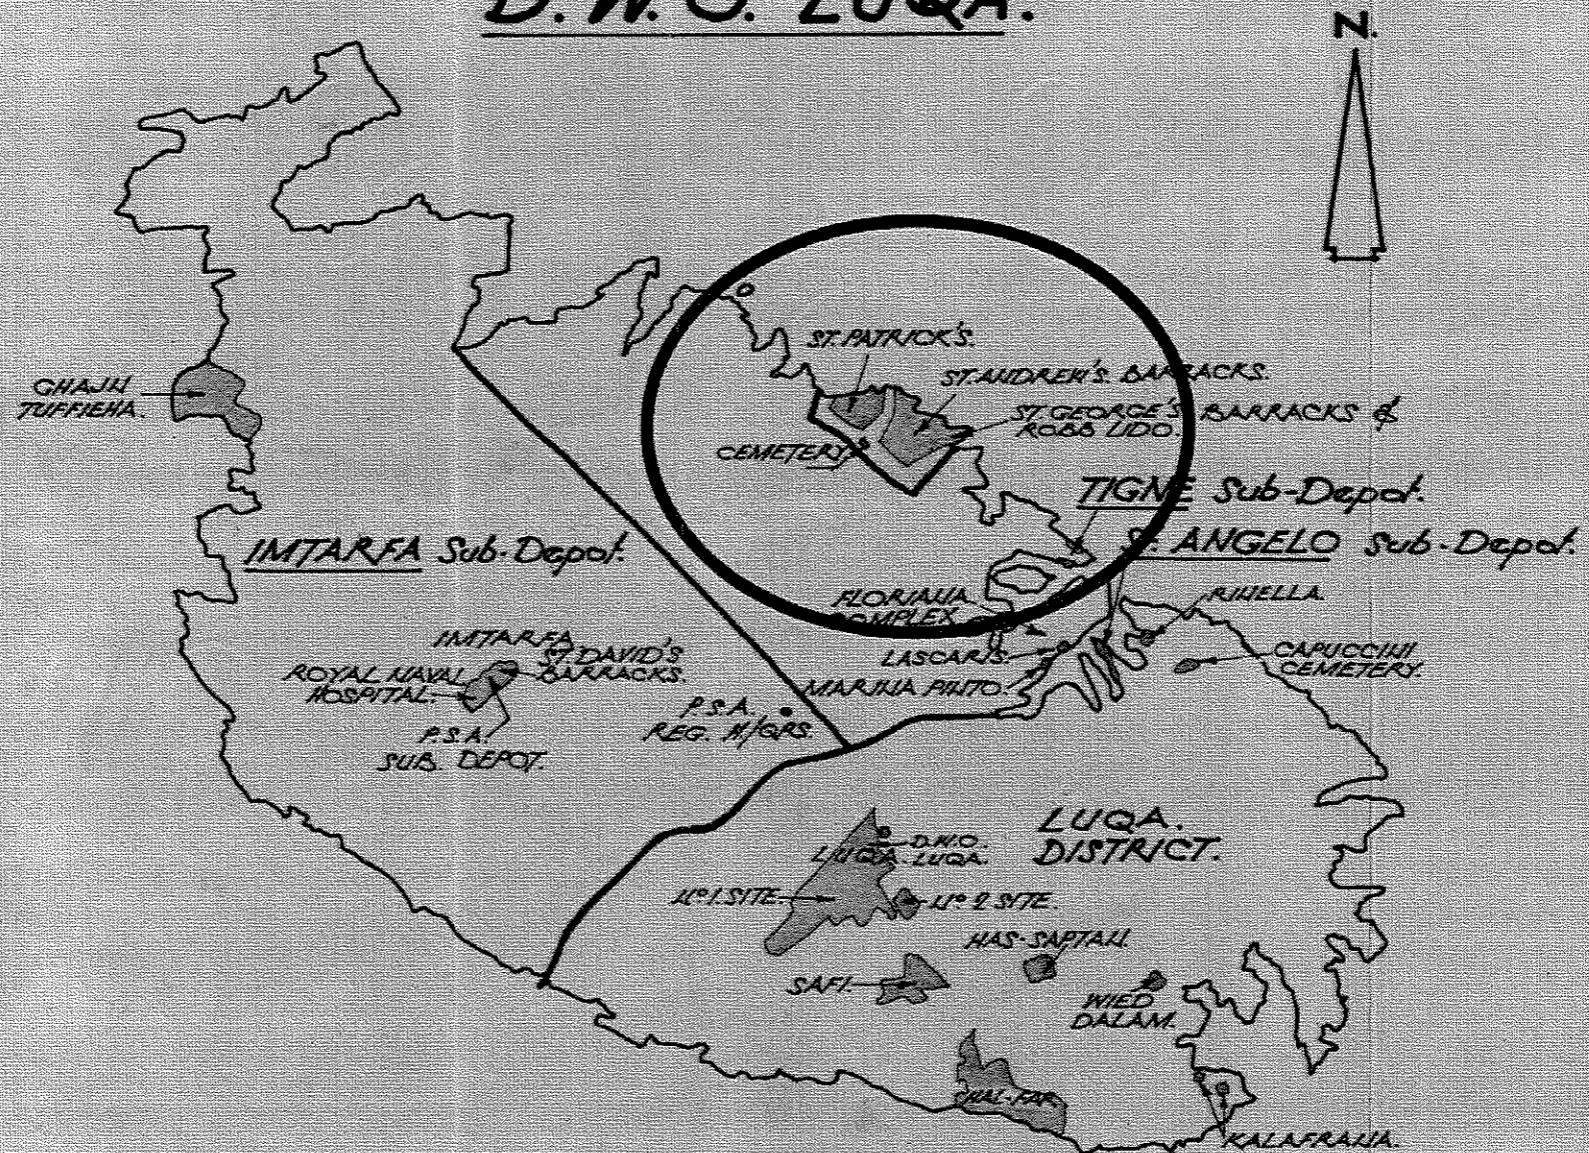 D.W.O. LUQA.
N.
ST. PATRICK'S.
ST. ANDREW'S. BARRACKS.
GHAJN
TUFFIEHA.
ST. GEORGE'S BARRACKS &
ROBB LIDO.
CEMETERY.
TIGNE Sub-Depot.
ST. ANGELO Sub-Depot.
IMTARFA Sub-Depot.
FLORIANA
COMPLEX
RINELLA.
IMTARFA
ST DAVID'S
BARRACKS.
ROYAL NAVAL
HOSPITAL.
LASCARIS.
CAPUCCINI
CEMETERY.
MARINA PINTO.
P.S.A.
REG. H/QRS.
P.S.A.
SUB. DEPOT.
LUQA.
DISTRICT.
D.W.O.
LUQA.
LUQA.
Nº 1. SITE.
Nº 2 SITE.
HAS-SAPTAN.
SAFI.
WIED
DALAM.
HAL-FAR
KALAFRANA.